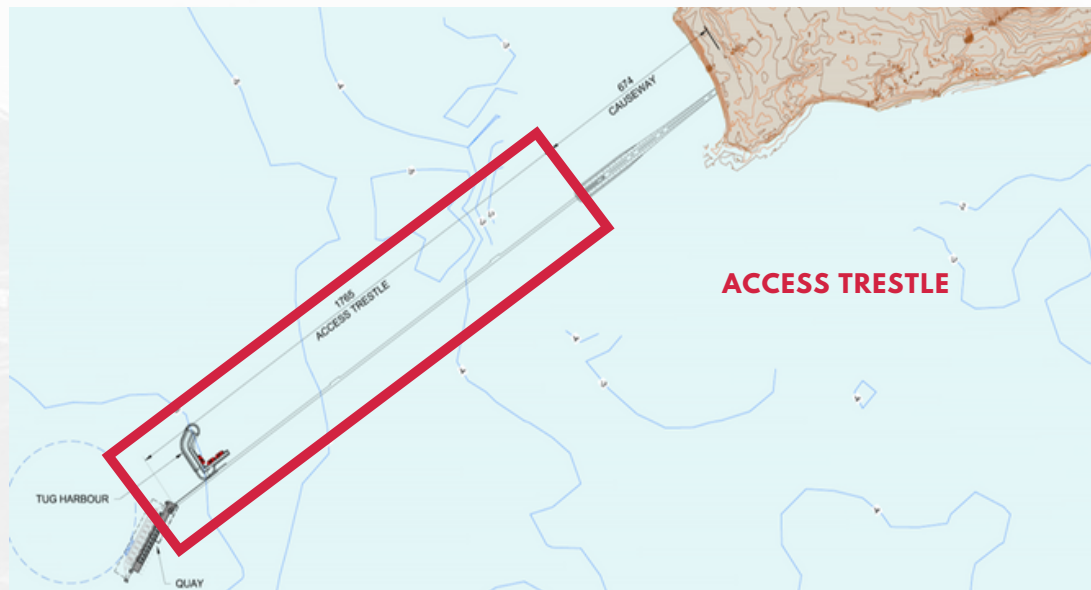 674
CAUSEWAY
ACCESS TRESTLE
1765
ACCESS TRESTLE
TUG HARBOUR
QUAY